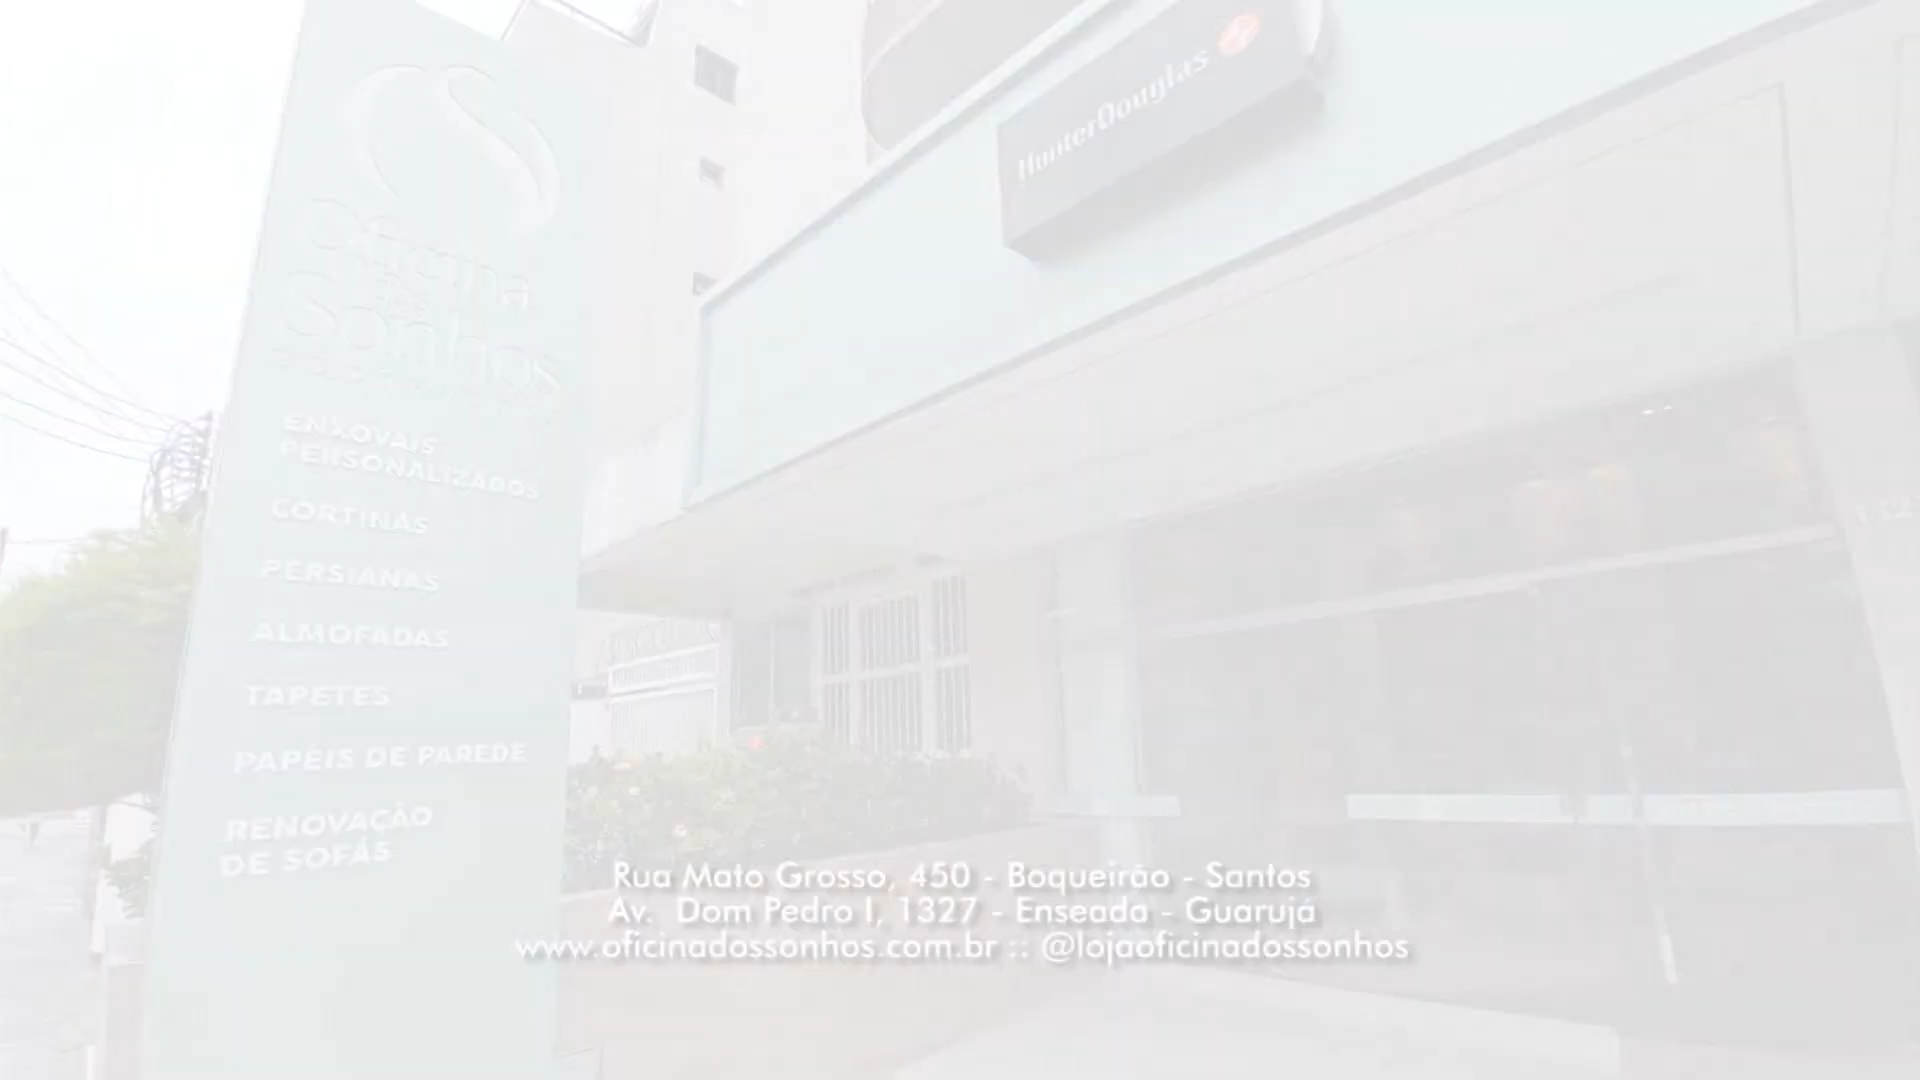 Oficina
dos
Sonhos
ENXOVAIS
PERSONALIZADOS
CORTINAS
PERSIANAS
ALMOFADAS
TAPETES
PAPÉIS DE PAREDE
RENOVAÇÃO
DE SOFÁS
HunterDouglas
Rua Mato Grosso, 450 - Boqueirão - Santos
Av. Dom Pedro I, 1327 - Enseada - Guarujá
www.oficinadossonhos.com.br :: @lojaoficinadossonhos